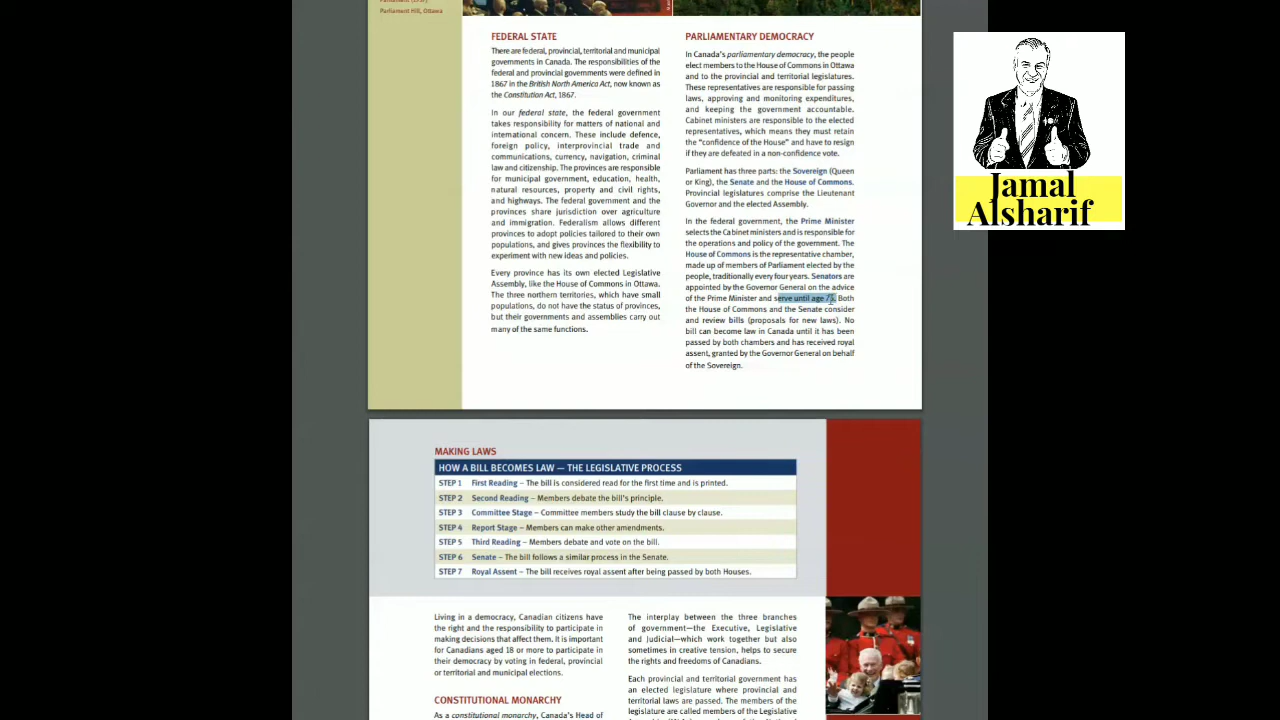 Parliament (1957)
Parliament Hill, Ottawa
FEDERAL STATE
There are federal, provincial, territorial and municipal
governments in Canada. The responsibilities of the
federal and provincial governments were defined in
1867 in the British North America Act, now known as
the Constitution Act, 1867.
In our federal state, the federal government
takes responsibility for matters of national and
international concern. These include defence,
foreign policy, interprovincial trade and
communications, currency, navigation, criminal
law and citizenship. The provinces are responsible
for municipal government, education, health,
natural resources, property and civil rights,
and highways. The federal government and the
provinces share jurisdiction over agriculture
and immigration. Federalism allows different
provinces to adopt policies tailored to their own
populations, and gives provinces the flexibility to
experiment with new ideas and policies.
Every province has its own elected Legislative
Assembly, like the House of Commons in Ottawa.
The three northern territories, which have small
populations, do not have the status of provinces,
but their governments and assemblies carry out
many of the same functions.
PARLIAMENTARY DEMOCRACY
In Canada's parliamentary democracy, the people
elect members to the House of Commons in Ottawa
and to the provincial and territorial legislatures.
These representatives are responsible for passing
laws, approving and monitoring expenditures,
and keeping the government accountable.
Cabinet ministers are responsible to the elected
representatives, which means they must retain
the "confidence of the House" and have to resign
if they are defeated in a non-confidence vote.
Parliament has three parts: the Sovereign (Queen
or King), the Senate and the House of Commons.
Provincial legislatures comprise the Lieutenant
Governor and the elected Assembly.
In the federal government, the Prime Minister
selects the Cabinet ministers and is responsible for
the operations and policy of the government. The
House of Commons is the representative chamber,
made up of members of Parliament elected by the
people, traditionally every four years. Senators are
appointed by the Governor General on the advice
of the Prime Minister and serve until age 75. Both
the House of Commons and the Senate consider
and review bills (proposals for new laws). No
bill can become law in Canada until it has been
passed by both chambers and has received royal
assent, granted by the Governor General on behalf
of the Sovereign.
Jamal
Alsharif
MAKING LAWS
HOW A BILL BECOMES LAW — THE LEGISLATIVE PROCESS
STEP 1 First Reading – The bill is considered read for the first time and is printed.
STEP 2 Second Reading – Members debate the bill's principle.
STEP 3 Committee Stage – Committee members study the bill clause by clause.
STEP 4 Report Stage – Members can make other amendments.
STEP 5 Third Reading – Members debate and vote on the bill.
STEP 6 Senate – The bill follows a similar process in the Senate.
STEP 7 Royal Assent – The bill receives royal assent after being passed by both Houses.
Living in a democracy, Canadian citizens have
the right and the responsibility to participate in
making decisions that affect them. It is important
for Canadians aged 18 or more to participate in
their democracy by voting in federal, provincial
or territorial and municipal elections.
CONSTITUTIONAL MONARCHY
As a constitutional monarchy, Canada's Head of
The interplay between the three branches
of government—the Executive, Legislative
and Judicial—which work together but also
sometimes in creative tension, helps to secure
the rights and freedoms of Canadians.
Each provincial and territorial government has
an elected legislature where provincial and
territorial laws are passed. The members of the
legislature are called members of the Legislative